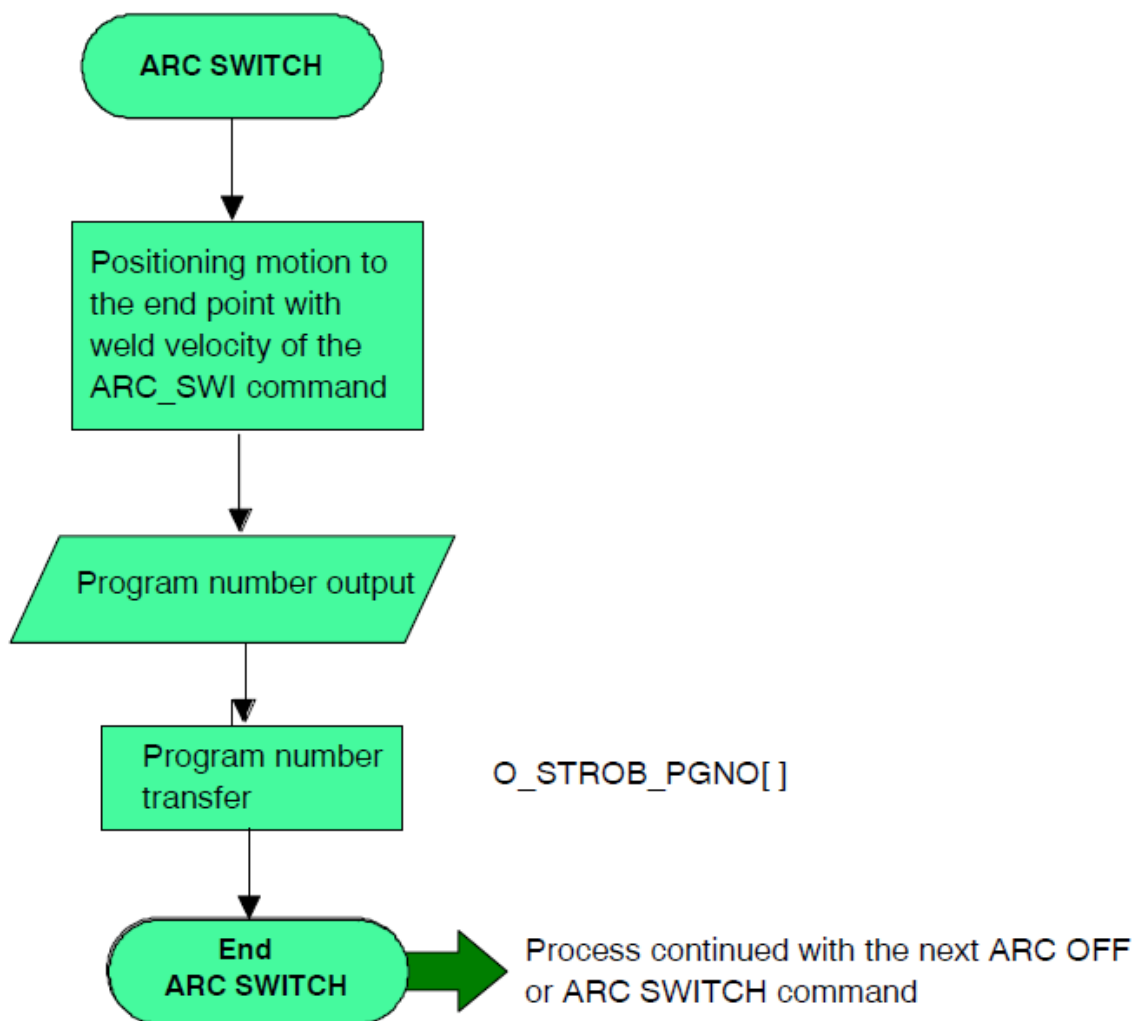 ARC SWITCH
Positioning motion to
the end point with
weld velocity of the
ARC_SWI command
Program number output
Program number
transfer
O_STROB_PGNO[ ]
End
ARC SWITCH
Process continued with the next ARC OFF
or ARC SWITCH command